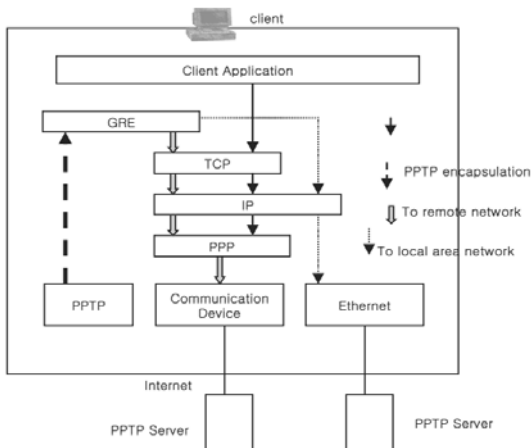 client
Client Application
GRE
TCP
PPTP encapsulation
IP
To remote network
PPP
To local area network
PPTP
Communication
Device
Ethernet
Internet
PPTP Server
PPTP Server